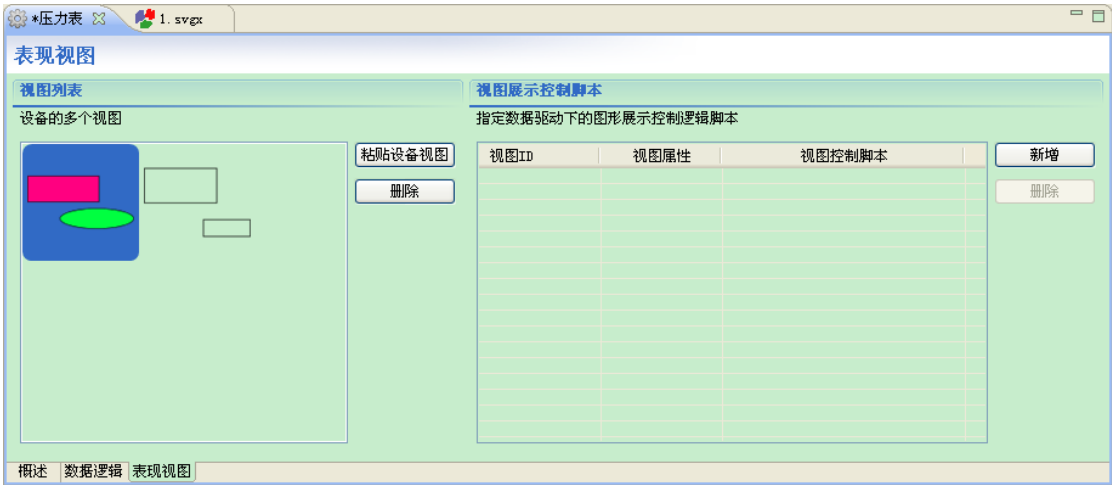 *压力表 1.svgx
表现视图
视图列表
设备的多个视图
粘贴设备视图
删除
视图展示控制脚本
指定数据驱动下的图形展示控制逻辑脚本
视图ID 视图属性 视图控制脚本
新增
删除
概述 数据逻辑 表现视图